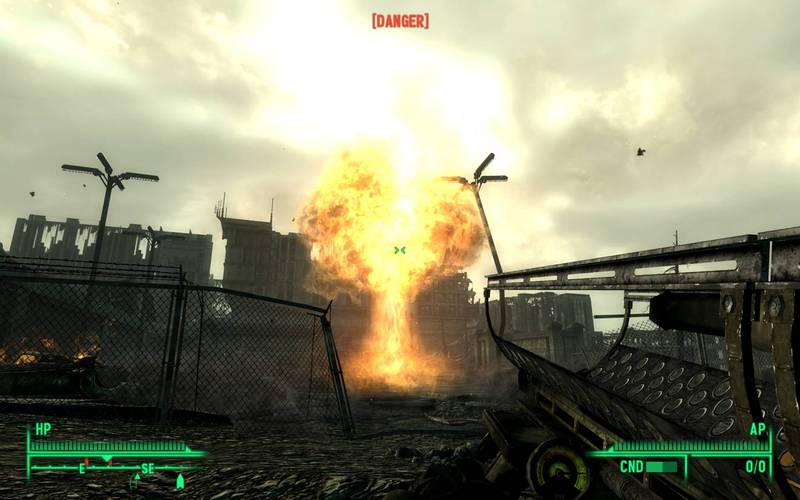 [DANGER]
HP
E SE
AP
CND 0/0